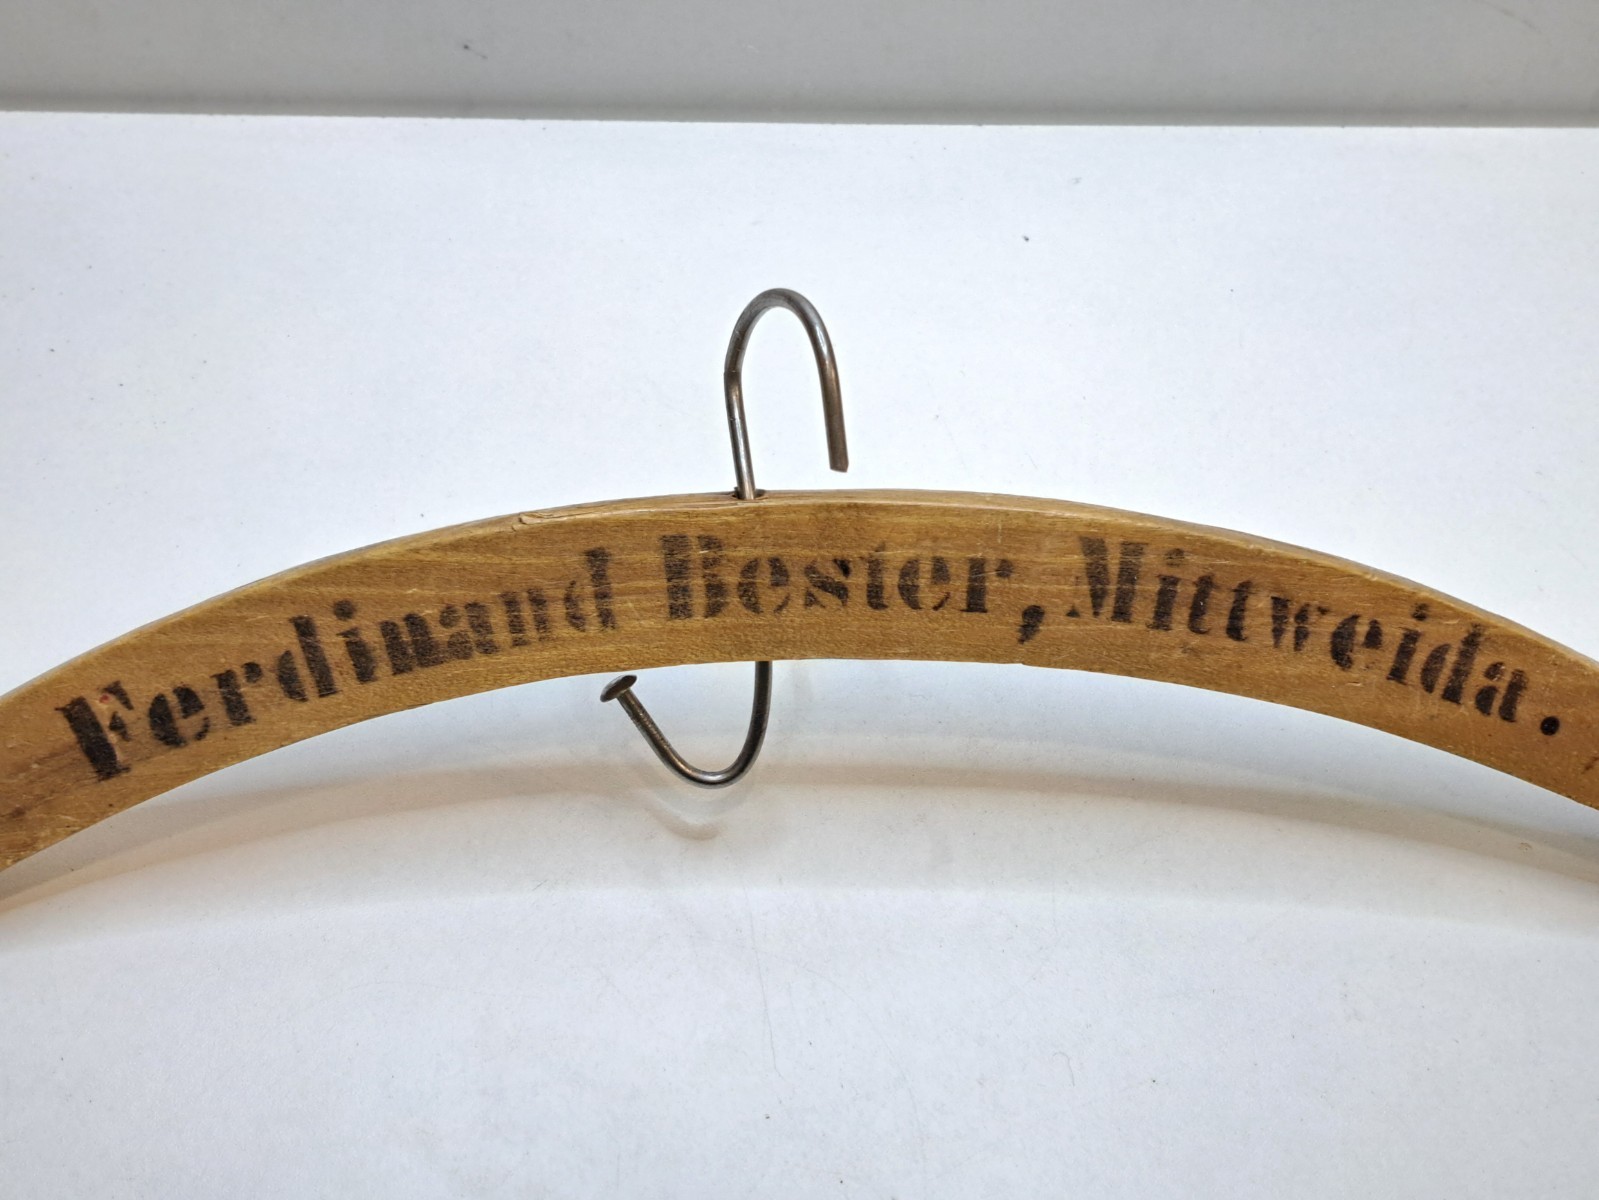 Ferdinand Bester, Mittweida.